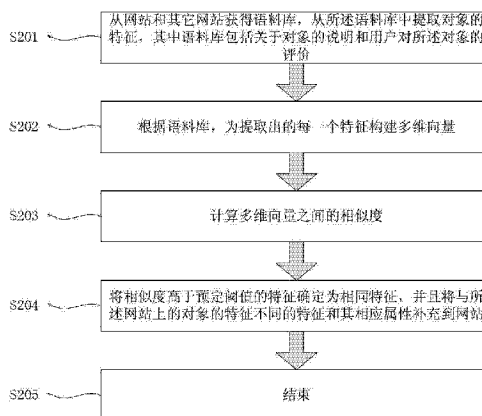 S201
从网站和其它网站获得语料库，从所述语料库中提取对象的
特征，其中语料库包括关于对象的说明和用户对所述对象的
评价
S202
根据语料库，为提取出的每一个特征构建多维向量
S203
计算多维向量之间的相似度
S204
将相似度高于预定阈值的特征确定为相同特征，并且将与所
述网站上的对象的特征不同的特征和其相应属性补充到网站
S205
结束